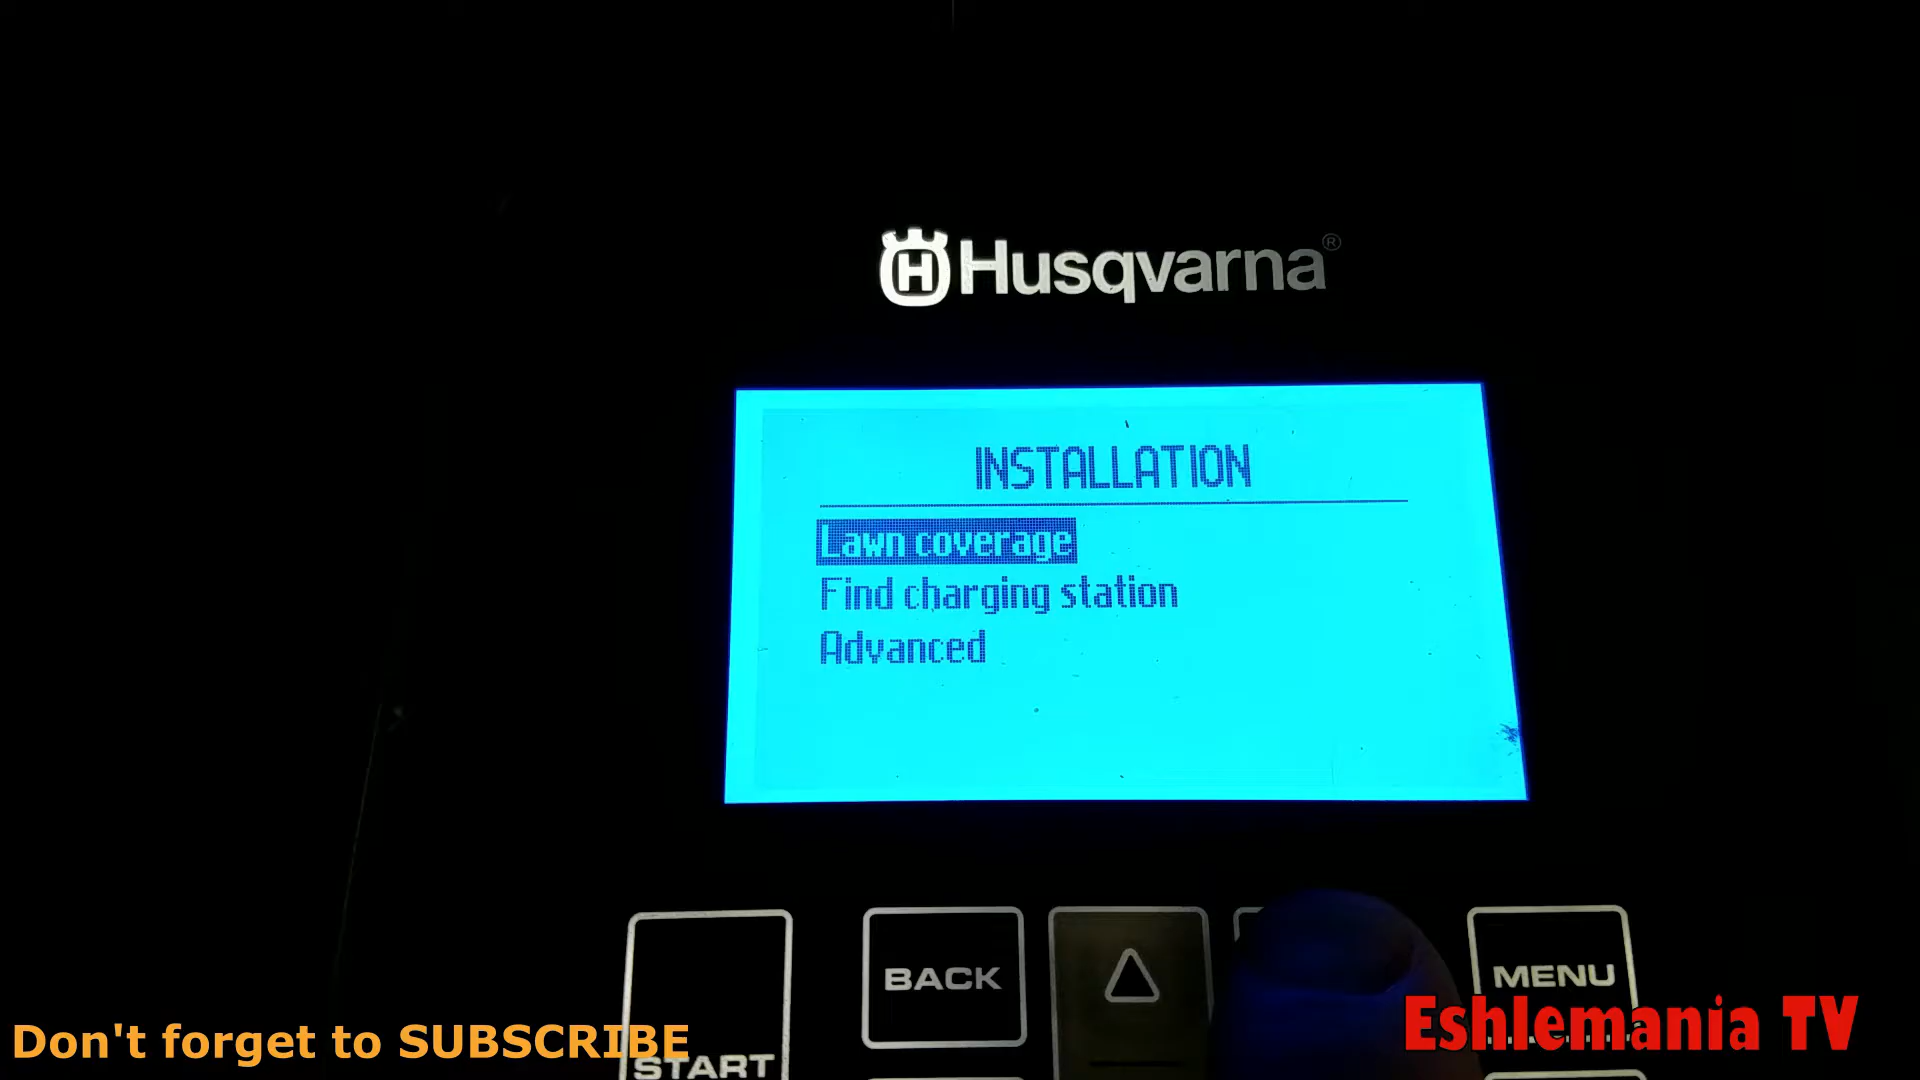 H Husqvarna®
INSTALLATION
Lawn coverage
Find charging station
Advanced
BACK
MENU
START
Don't forget to SUBSCRIBE
Eshlemania TV